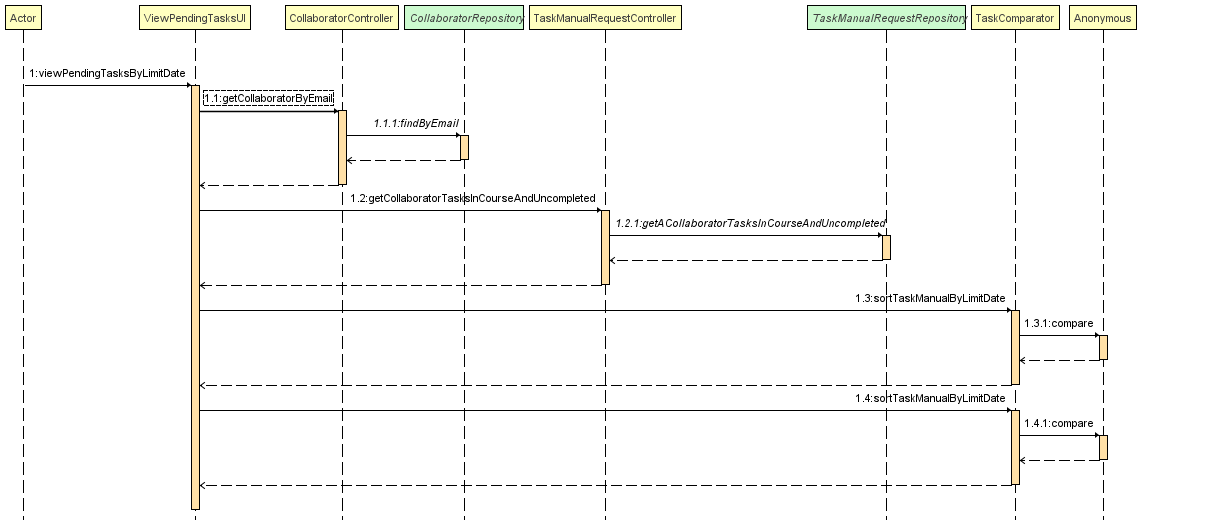 Actor
ViewPendingTasksUI
CollaboratorController
CollaboratorRepository
TaskManualRequestController
TaskManualRequestRepository
TaskComparator
Anonymous
1:viewPendingTasksByLimitDate
1.1:getCollaboratorByEmail
1.1.1:findByEmail
1.2:getCollaboratorTasksInCourseAndUncompleted
1.2.1:getACollaboratorTasksInCourseAndUncompleted
1.3:sortTaskManualByLimitDate
1.3.1:compare
1.4:sortTaskManualByLimitDate
1.4.1:compare